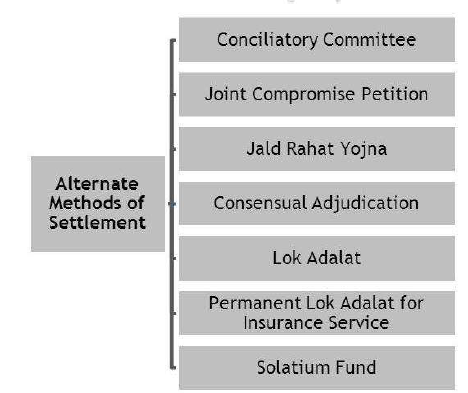 Conciliatory Committee
Joint Compromise Petition
Jald Rahat Yojna
Alternate
Methods of
Settlement
Consensual Adjudication
Lok Adalat
Permanent Lok Adalat for
Insurance Service
Solatium Fund